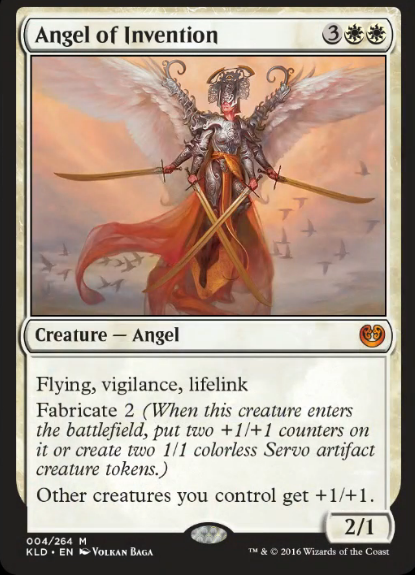 Angel of Invention 3
Creature — Angel
Flying, vigilance, lifelink
Fabricate 2 (When this creature enters
the battlefield, put two +1/+1 counters on
it or create two 1/1 colorless Servo artifact
creature tokens.)
Other creatures you control get +1/+1.
2/1
004/264 M
KLD • EN Volkan Baga
™ & © 2016 Wizards of the Coast